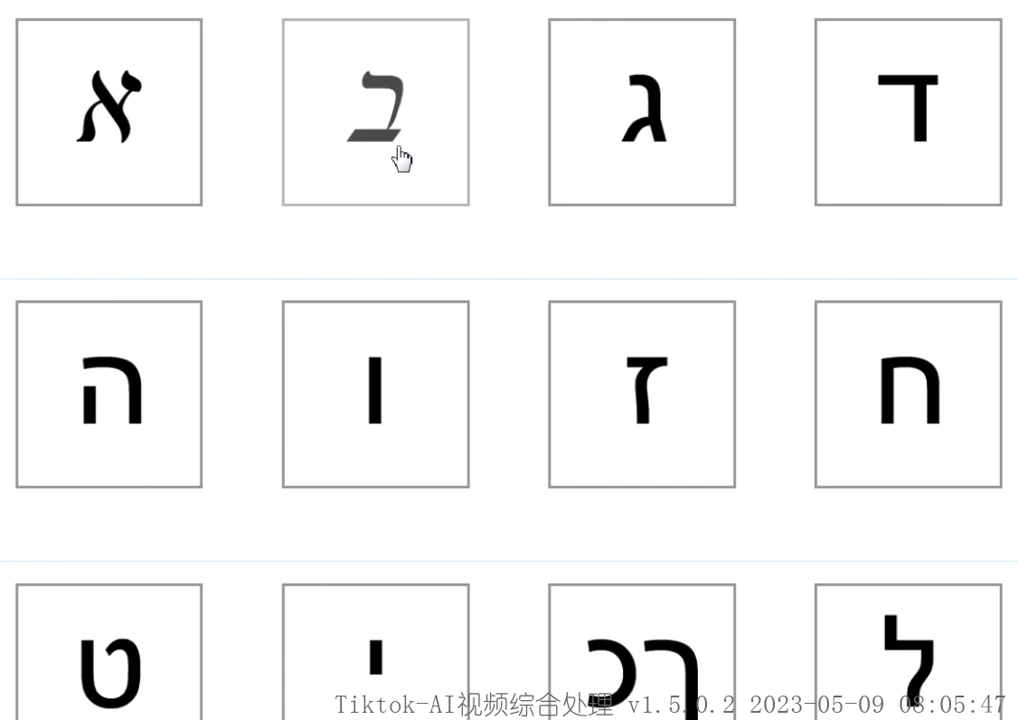 א ב ג ד
ה ו ז ח
ט י ךכ ל
Tiktok-AI视频综合处理 v1.5.0.2 2023-05-09 08:05:47